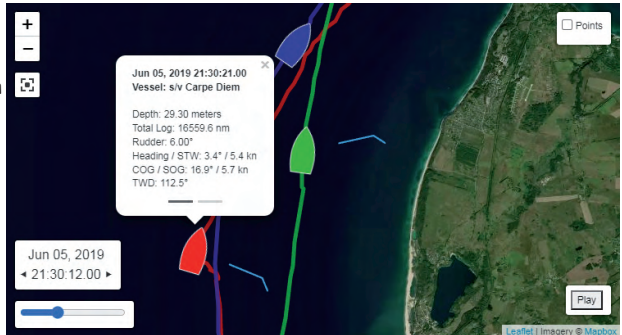 +
−
Points
×
Jun 05, 2019 21:30:21.00
Vessel: s/v Carpe Diem
Depth: 29.30 meters
Total Log: 16559.6 nm
Rudder: 6.00°
Heading / STW: 3.4° / 5.4 kn
COG / SOG: 16.9° / 5.7 kn
TWD: 112.5°
Jun 05, 2019
◂ 21:30:12.00 ▸
Play
Leaflet | Imagery © Mapbox